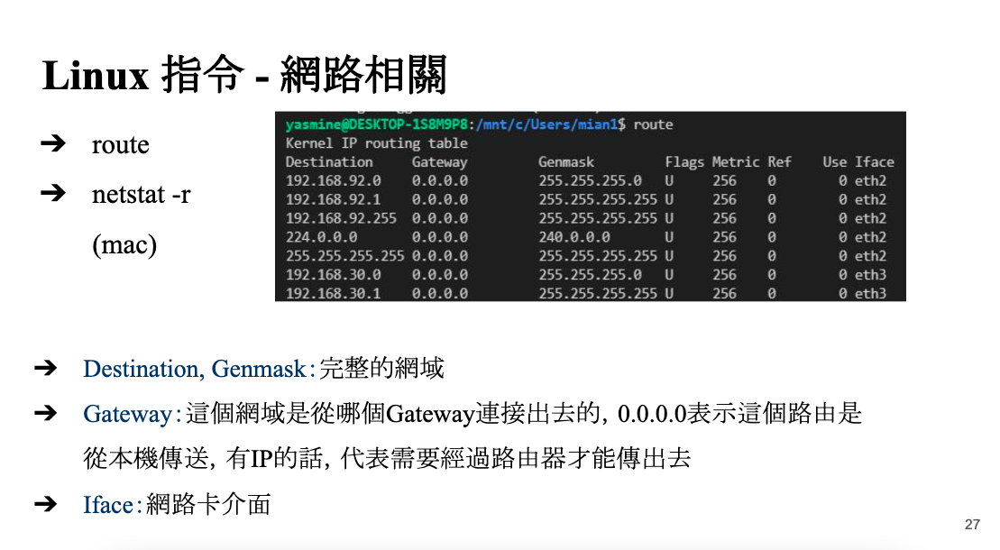 Linux 指令 - 網路相關
➔ route
➔ netstat -r
(mac)
yasmine@DESKTOP-1S8M9P8:/mnt/c/Users/mian1$ route
Kernel IP routing table
Destination Gateway Genmask Flags Metric Ref Use Iface
192.168.92.0 0.0.0.0 255.255.255.0 U 256 0 0 eth2
192.168.92.1 0.0.0.0 255.255.255.255 U 256 0 0 eth2
192.168.92.255 0.0.0.0 255.255.255.255 U 256 0 0 eth2
224.0.0.0 0.0.0.0 240.0.0.0 U 256 0 0 eth2
255.255.255.255 0.0.0.0 255.255.255.255 U 256 0 0 eth2
192.168.30.0 0.0.0.0 255.255.255.0 U 256 0 0 eth3
192.168.30.1 0.0.0.0 255.255.255.255 U 256 0 0 eth3
➔ Destination, Genmask：完整的網域
➔ Gateway：這個網域是從哪個Gateway連接出去的，0.0.0.0表示這個路由是
從本機傳送，有IP的話，代表需要經過路由器才能傳出去
➔ Iface：網路卡介面
27